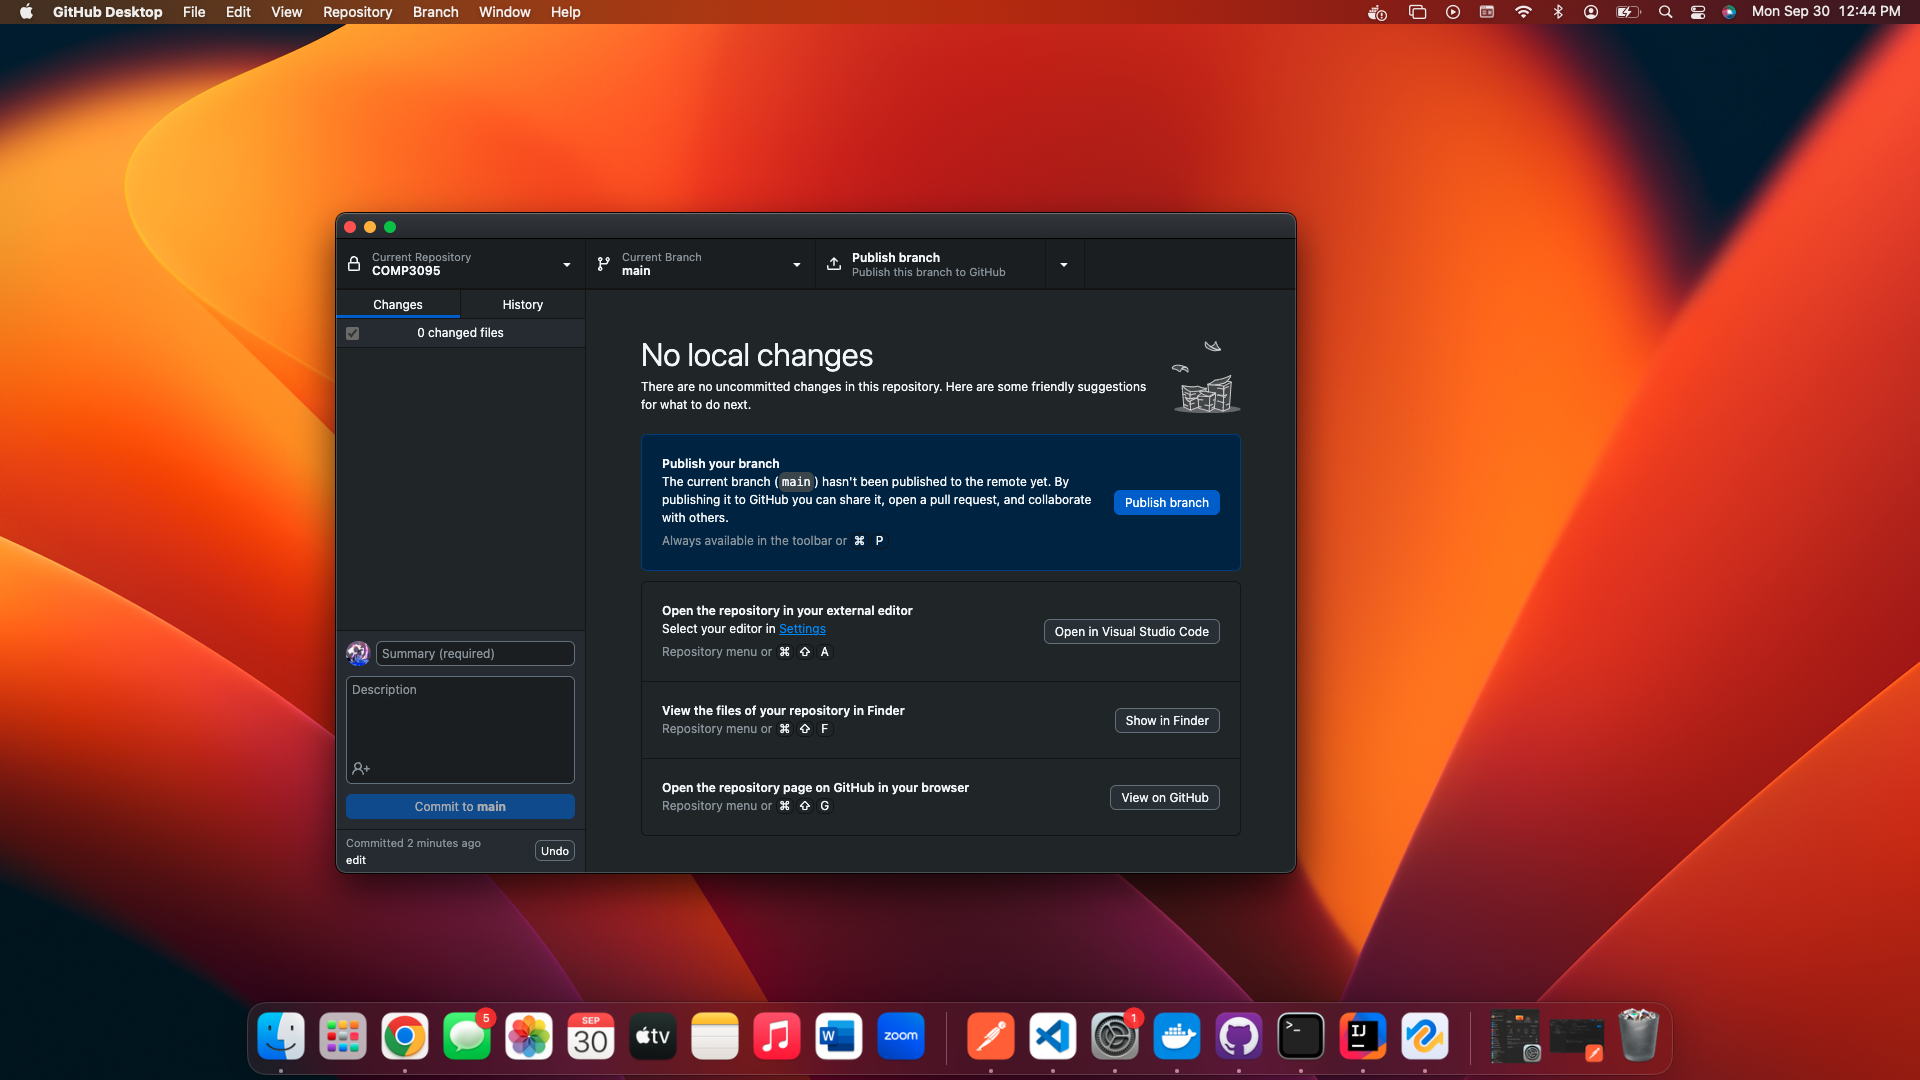 GitHub Desktop File Edit View Repository Branch Window Help Mon Sep 30 12:44 PM
Current Repository
COMP3095
Current Branch
main
Publish branch
Publish this branch to GitHub
Changes History
0 changed files
No local changes
There are no uncommitted changes in this repository. Here are some friendly suggestions
for what to do next.
Publish your branch
The current branch (main) hasn't been published to the remote yet. By
publishing it to GitHub you can share it, open a pull request, and collaborate
with others.
Always available in the toolbar or ⌘ P
Publish branch
Open the repository in your external editor
Select your editor in Settings
Repository menu or ⌘ ⇧ A
Open in Visual Studio Code
View the files of your repository in Finder
Repository menu or ⌘ ⇧ F
Show in Finder
Open the repository page on GitHub in your browser
Repository menu or ⌘ ⇧ G
View on GitHub
Summary (required)
Description
Commit to main
Committed 2 minutes ago
edit
Undo
5
SEP
30
tv
W
zoom
1
>_
IJ